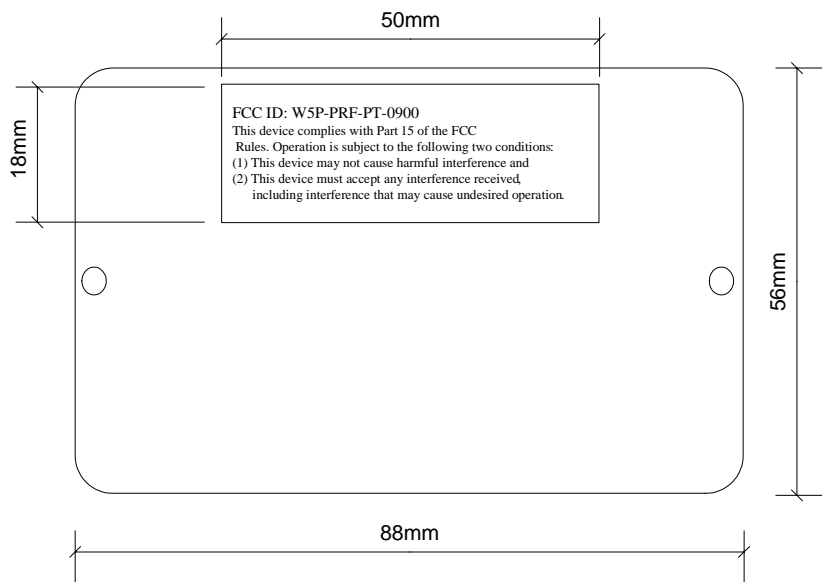 50mm
18mm
FCC ID: W5P-PRF-PT-0900
This device complies with Part 15 of the FCC
Rules. Operation is subject to the following two conditions:
(1) This device may not cause harmful interference and
(2) This device must accept any interference received,
including interference that may cause undesired operation.
56mm
88mm